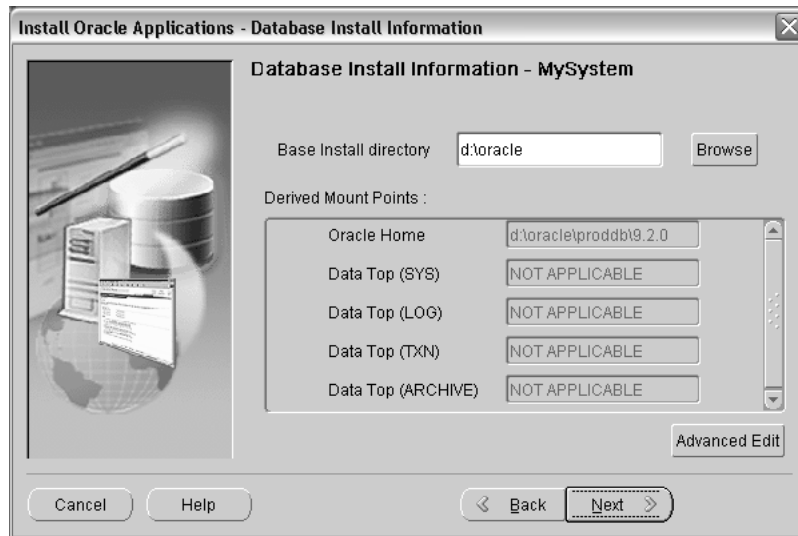 Install Oracle Applications - Database Install Information
Database Install Information - MySystem
Base Install directory d:\oracle Browse
Derived Mount Points :
Oracle Home d:\oracle\proddb\9.2.0
Data Top (SYS) NOT APPLICABLE
Data Top (LOG) NOT APPLICABLE
Data Top (TXN) NOT APPLICABLE
Data Top (ARCHIVE) NOT APPLICABLE
Advanced Edit
Cancel Help Back Next